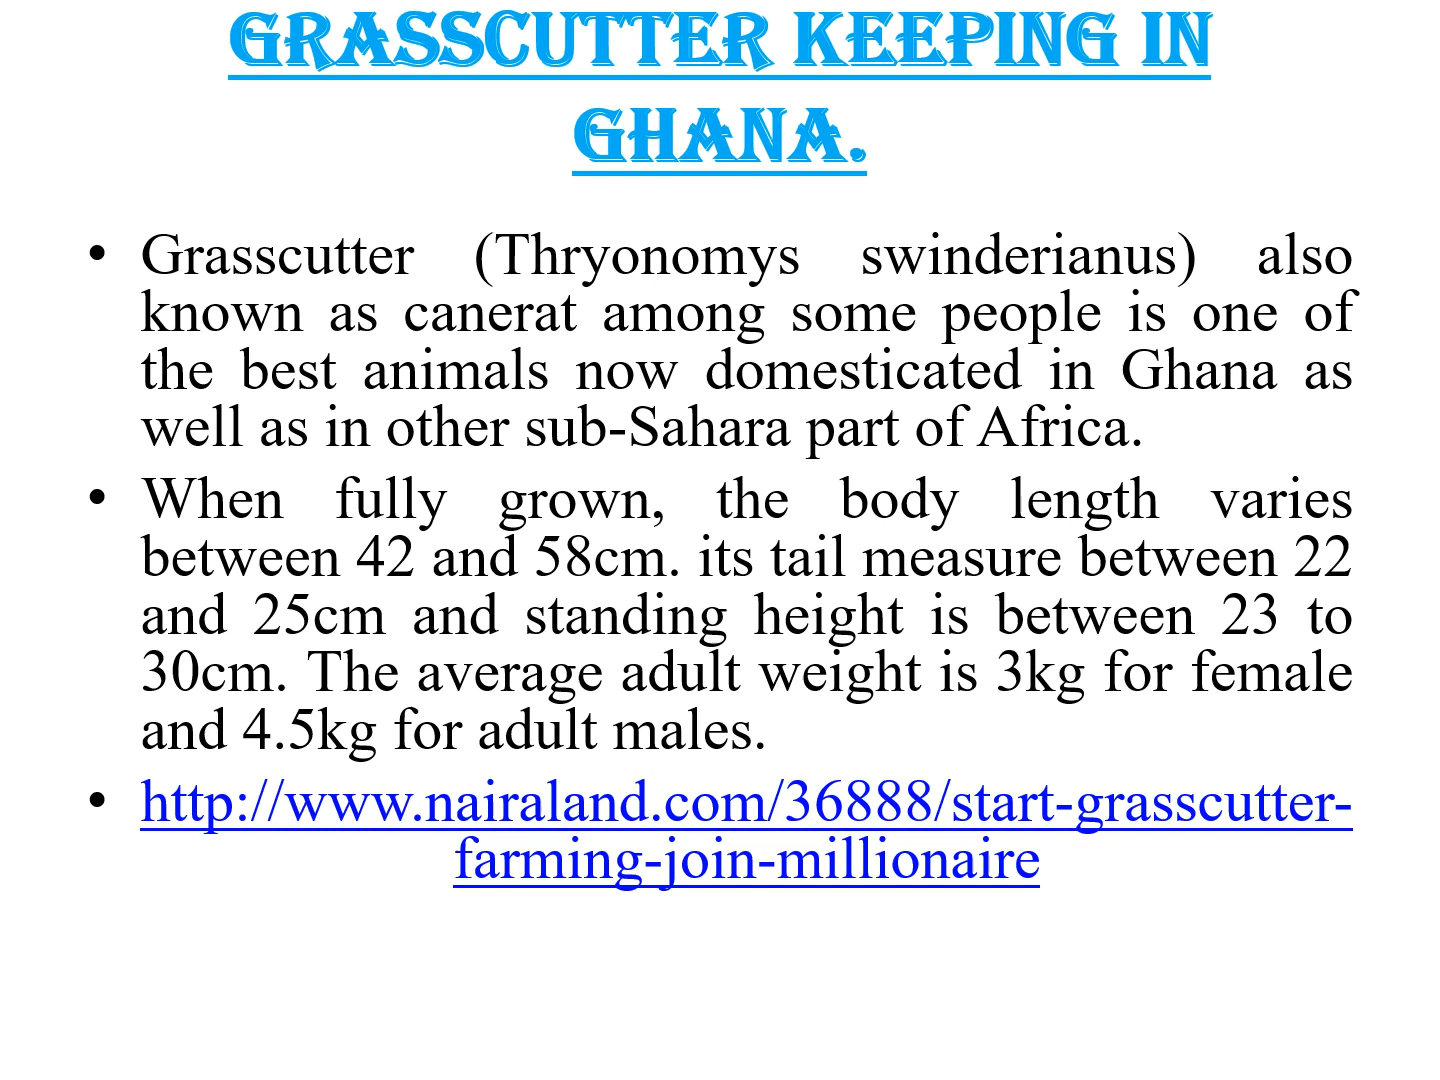 GRASSCUTTER KEEPING IN
GHANA.
• Grasscutter (Thryonomys swinderianus) also
known as canerat among some people is one of
the best animals now domesticated in Ghana as
well as in other sub-Sahara part of Africa.
• When fully grown, the body length varies
between 42 and 58cm. its tail measure between 22
and 25cm and standing height is between 23 to
30cm. The average adult weight is 3kg for female
and 4.5kg for adult males.
• http://www.nairaland.com/36888/start-grasscutter-
farming-join-millionaire